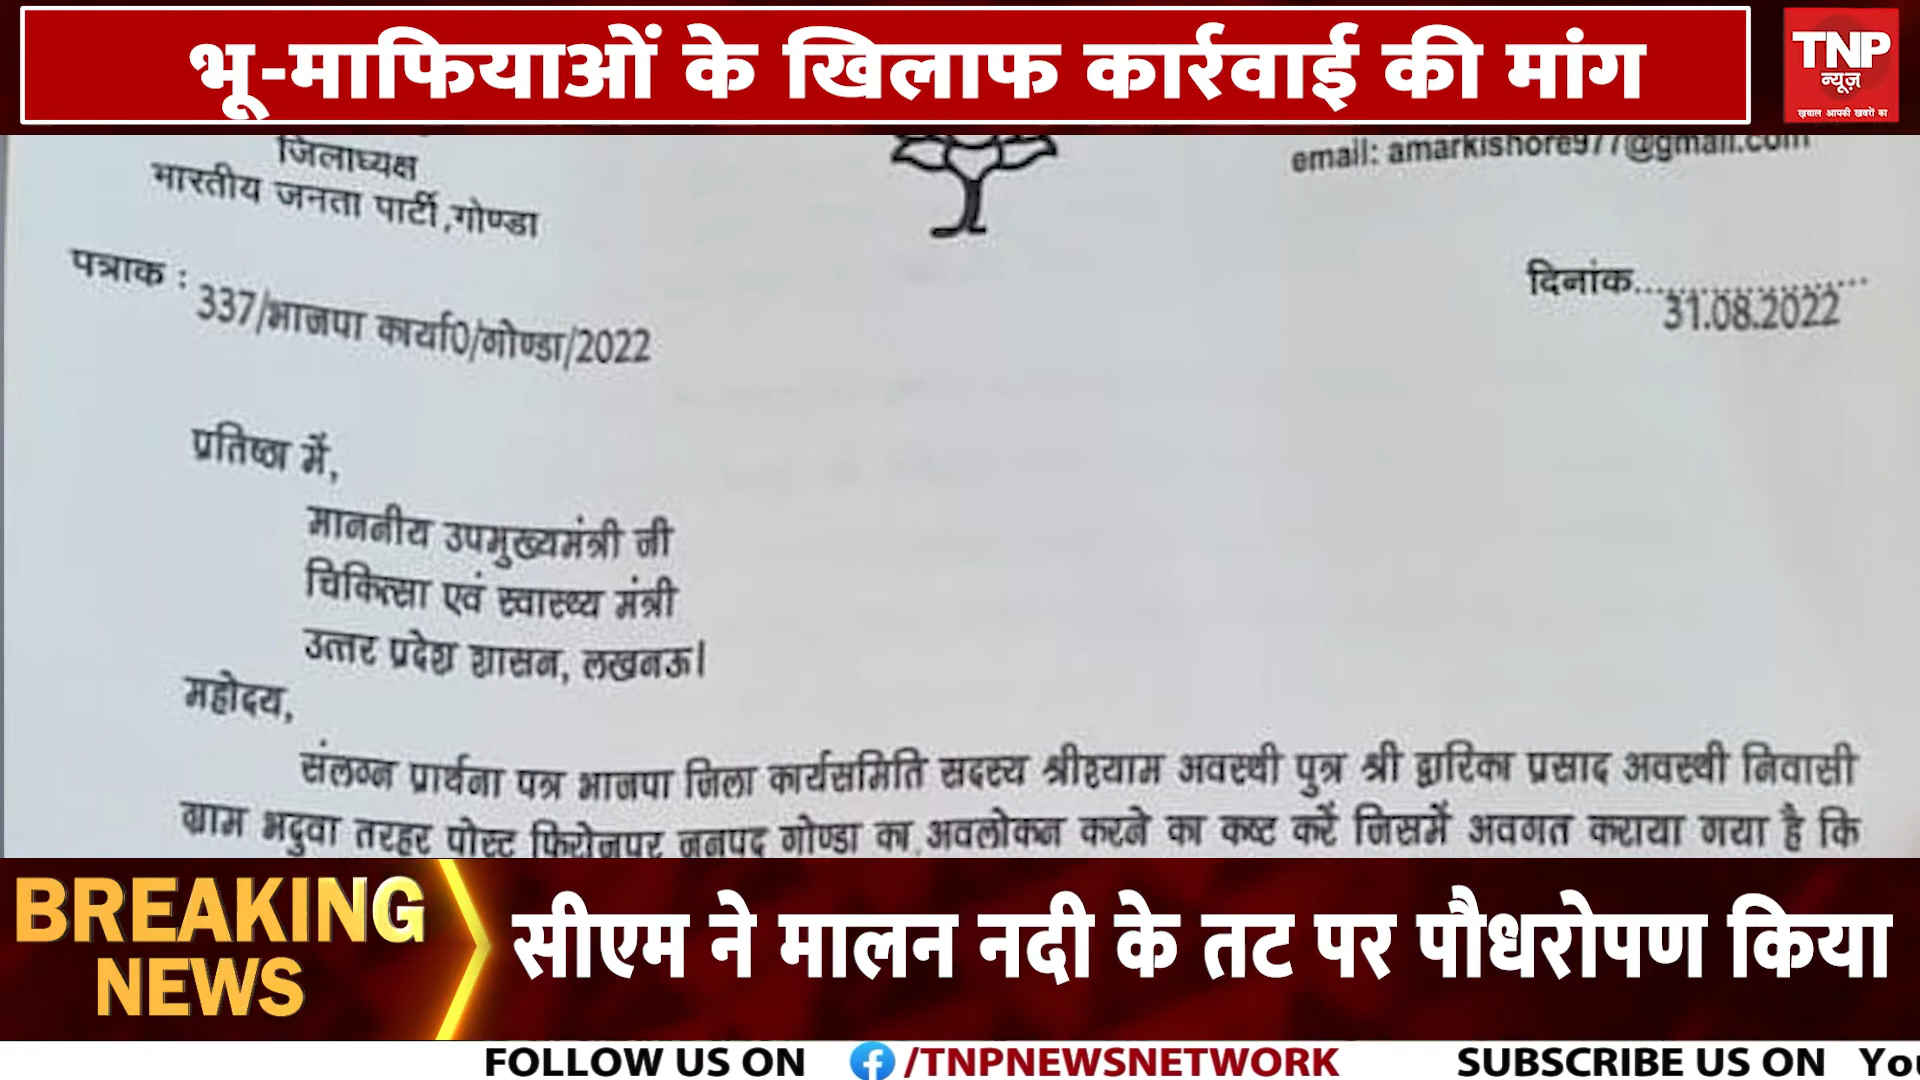 भू-माफियाओं के खिलाफ कार्रवाई की मांग
TNP
न्यूज़
ख़याल आपकी खबरों का
जिलाध्यक्ष
भारतीय जनता पार्टी,गोण्डा
email: amarkishore977@gmail.com
पत्राक :
337/भाजपा कार्या0/गोण्डा/2022
दिनांक....................
31.08.2022
प्रतिष्ठा में,
माननीय उपमुख्यमंत्री जी
चिकित्सा एवं स्वास्थ्य मंत्री
उत्तर प्रदेश शासन, लखनऊ।
महोदय,
संलग्न प्रार्थना पत्र भाजपा जिला कार्यसमिति सदस्य श्रीश्याम अवस्थी पुत्र श्री द्वारिका प्रसाद अवस्थी निवासी
ग्राम भदुवा तरहर पोस्ट फिरोजपुर जनपद गोण्डा का अवलोकन करने का कष्ट करें जिसमें अवगत कराया गया है कि
BREAKING
NEWS
सीएम ने मालन नदी के तट पर पौधरोपण किया
FOLLOW US ON /TNPNEWSNETWORK SUBSCRIBE US ON You